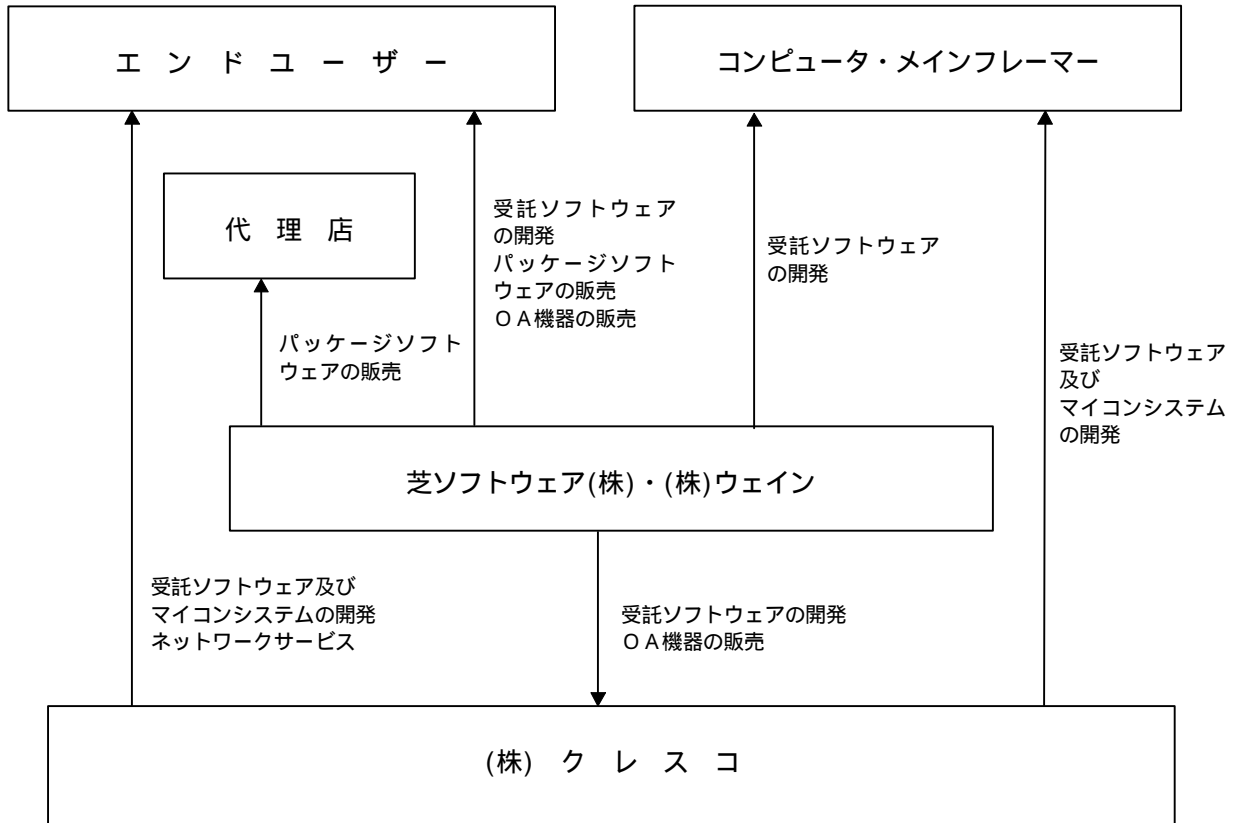 エンドユーザー
コンピュータ・メインフレーマー
代理店
受託ソフトウェア
の開発
パッケージソフト
ウェアの販売
ＯＡ機器の販売
受託ソフトウェア
の開発
パッケージソフト
ウェアの販売
受託ソフトウェア
及び
マイコンシステム
の開発
芝ソフトウェア(株)・(株)ウェイン
受託ソフトウェア及び
マイコンシステムの開発
ネットワークサービス
受託ソフトウェアの開発
ＯＡ機器の販売
(株) クレスコ